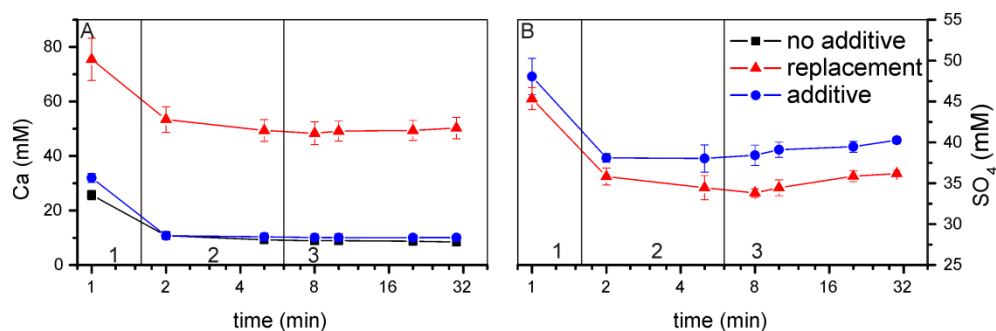 A
80
60
40
20
0
Ca (mM)
1 2 3
1 2 4 8 16 32
time (min)
B
no additive
replacement
additive
55
50
45
40
35
30
25
SO₄ (mM)
1 2 3
1 2 4 8 16 32
time (min)